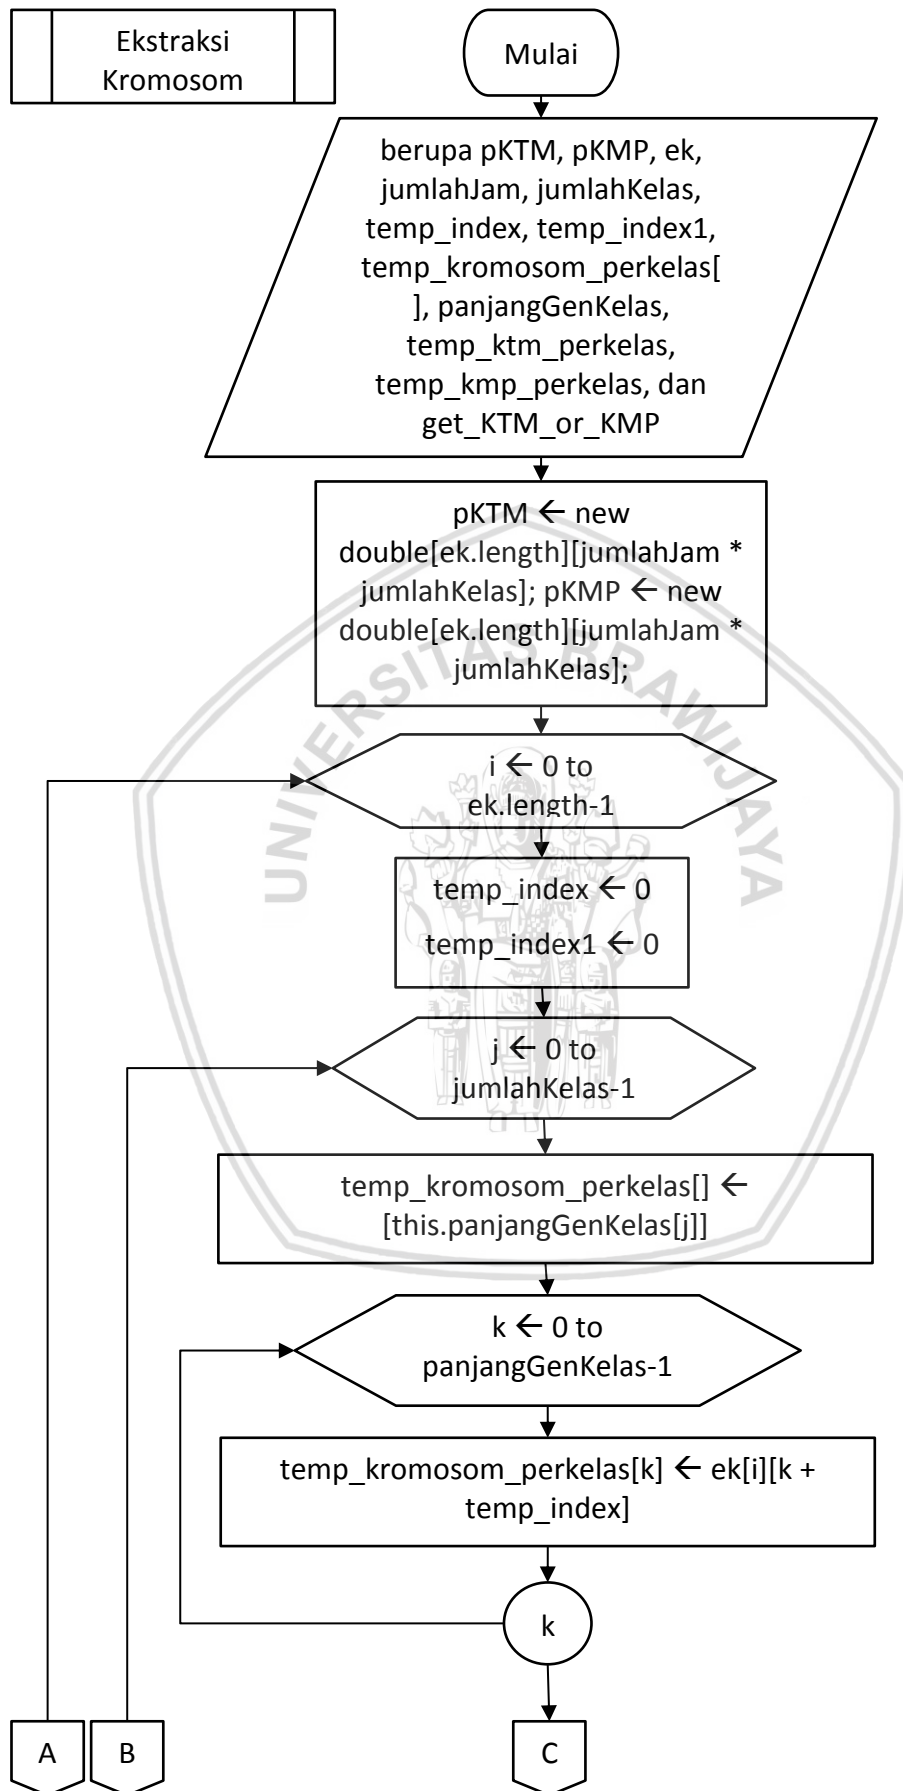 Ekstraksi
Kromosom
Mulai
berupa pKTM, pKMP, ek,
jumlahJam, jumlahKelas,
temp_index, temp_index1,
temp_kromosom_perkelas[
], panjangGenKelas,
temp_ktm_perkelas,
temp_kmp_perkelas, dan
get_KTM_or_KMP
pKTM ← new
double[ek.length][jumlahJam *
jumlahKelas]; pKMP ← new
double[ek.length][jumlahJam *
jumlahKelas];
UNIVERSITAS BRAWIJAYA
i ← 0 to
ek.length-1
temp_index ← 0
temp_index1 ← 0
j ← 0 to
jumlahKelas-1
temp_kromosom_perkelas[] ←
[this.panjangGenKelas[j]]
k ← 0 to
panjangGenKelas-1
temp_kromosom_perkelas[k] ← ek[i][k +
temp_index]
k
A
B
C